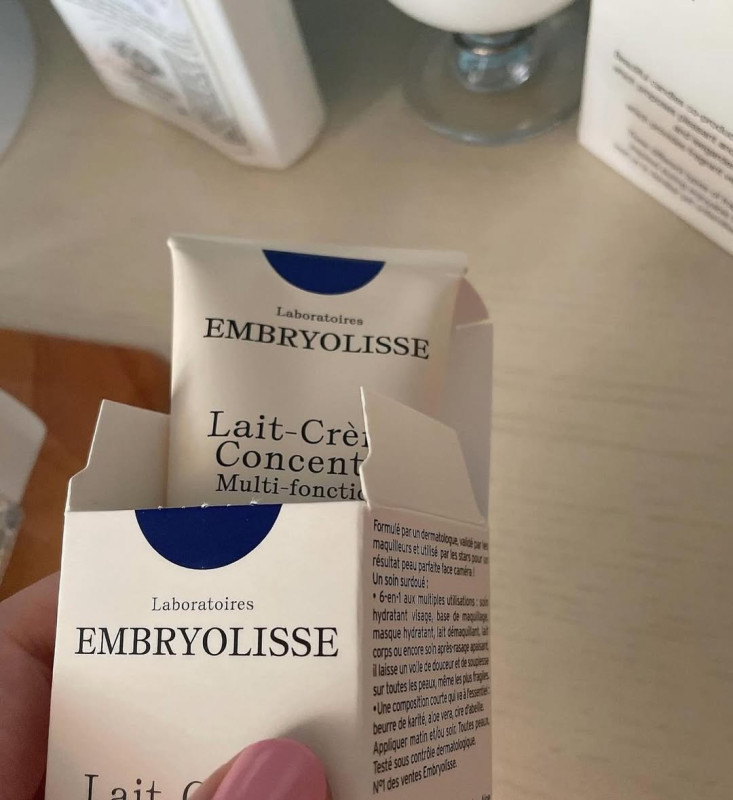 Beautiful candles
Laboratoires
EMBRYOLISSE
Lait-Crè
Concent
Multi-foncti
Laboratoires
EMBRYOLISSE
Lait
Formulé par un dermatologue, validé par les
maquilleurs et utilisé par les stars pour un
résultat peau parfaite face caméra !
Un soin surdoué :
• 6-en-1 aux multiples utilisations : soin
hydratant visage, base de maquillage,
masque hydratant, lait démaquillant, lait
corps ou encore soin après-rasage apaisant,
il laisse un voile de douceur et de souplesse
sur toutes les peaux, même les plus fragiles.
• Une composition courte qui va à l'essentiel :
beurre de karité, aloe vera, cire d'abeille.
Appliquer matin et/ou soir. Toutes peaux.
Testé sous contrôle dermatologique.
N°1 des ventes Embryolisse.